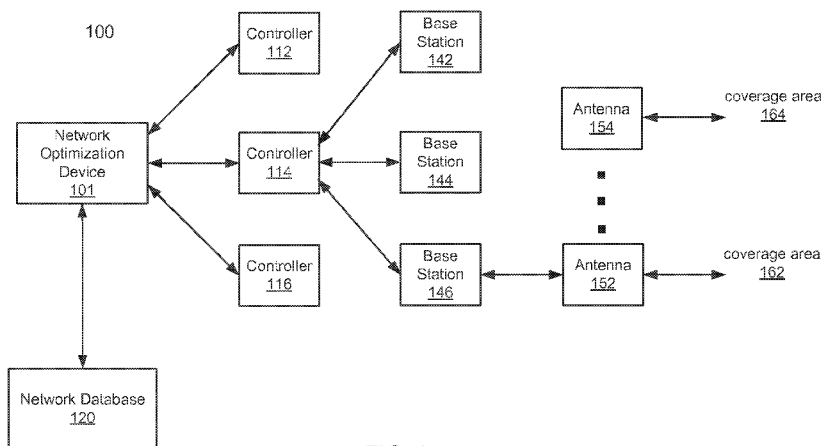 100
Controller
112
Base
Station
142
Antenna
154
coverage area
164
Network
Optimization
Device
101
Controller
114
Base
Station
144
Controller
116
Base
Station
146
Antenna
152
coverage area
162
Network Database
120